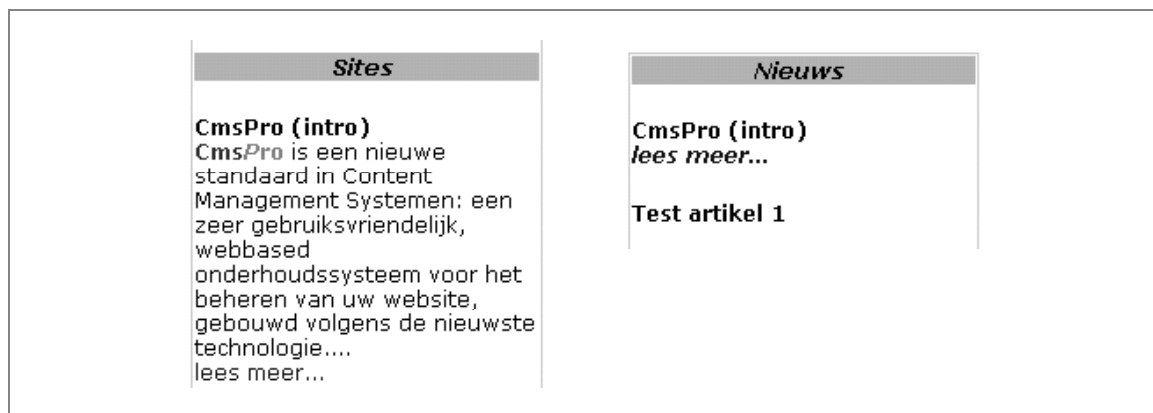 Sites
CmsPro (intro)
CmsPro is een nieuwe
standaard in Content
Management Systemen: een
zeer gebruiksvriendelijk,
webbased
onderhoudssysteem voor het
beheren van uw website,
gebouwd volgens de nieuwste
technologie....
lees meer...
Nieuws
CmsPro (intro)
lees meer...
Test artikel 1